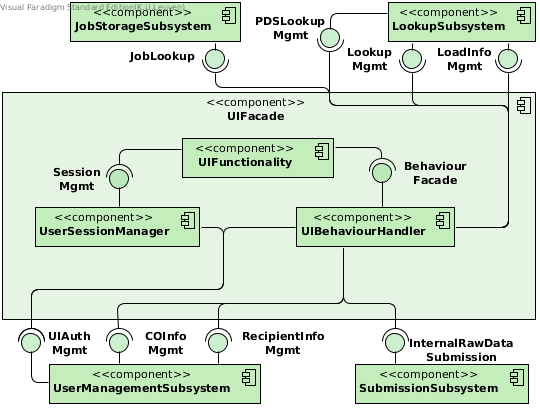 Visual Paradigm Standard Edition(K.U.Leuven)
<<component>>
JobStorageSubsystem
PDSLookup
Mgmt
<<component>>
LookupSubsystem
JobLookup
Lookup
Mgmt
LoadInfo
Mgmt
<<component>>
UIFacade
<<component>>
UIFunctionality
Session
Mgmt
Behaviour
Facade
<<component>>
UserSessionManager
<<component>>
UIBehaviourHandler
UIAuth
Mgmt
COInfo
Mgmt
RecipientInfo
Mgmt
InternalRawData
Submission
<<component>>
UserManagementSubsystem
<<component>>
SubmissionSubsystem